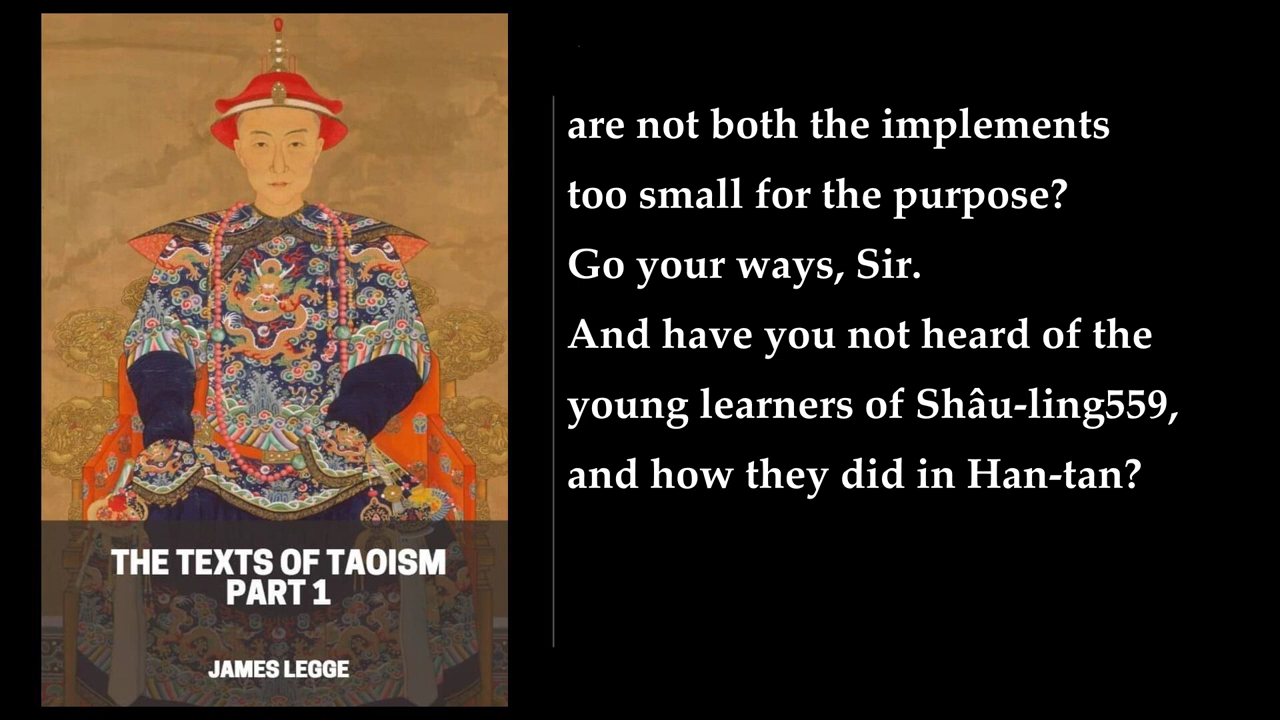 THE TEXTS OF TAOISM
PART 1
JAMES LEGGE
are not both the implements
too small for the purpose?
Go your ways, Sir.
And have you not heard of the
young learners of Shâu-ling559,
and how they did in Han-tan?